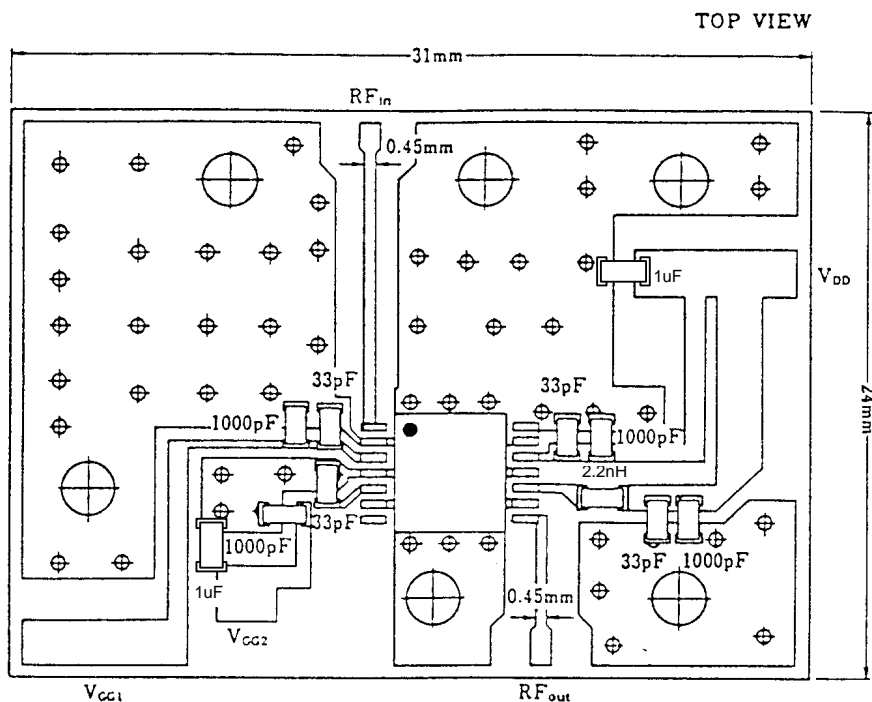 TOP VIEW
31mm
RFin
0.45mm
1uF
VDD
24mm
33pF
33pF
1000pF
1000pF
2.2nH
33pF
1000pF
33pF
1000pF
1uF
0.45mm
VGG2
VGG1
RFout